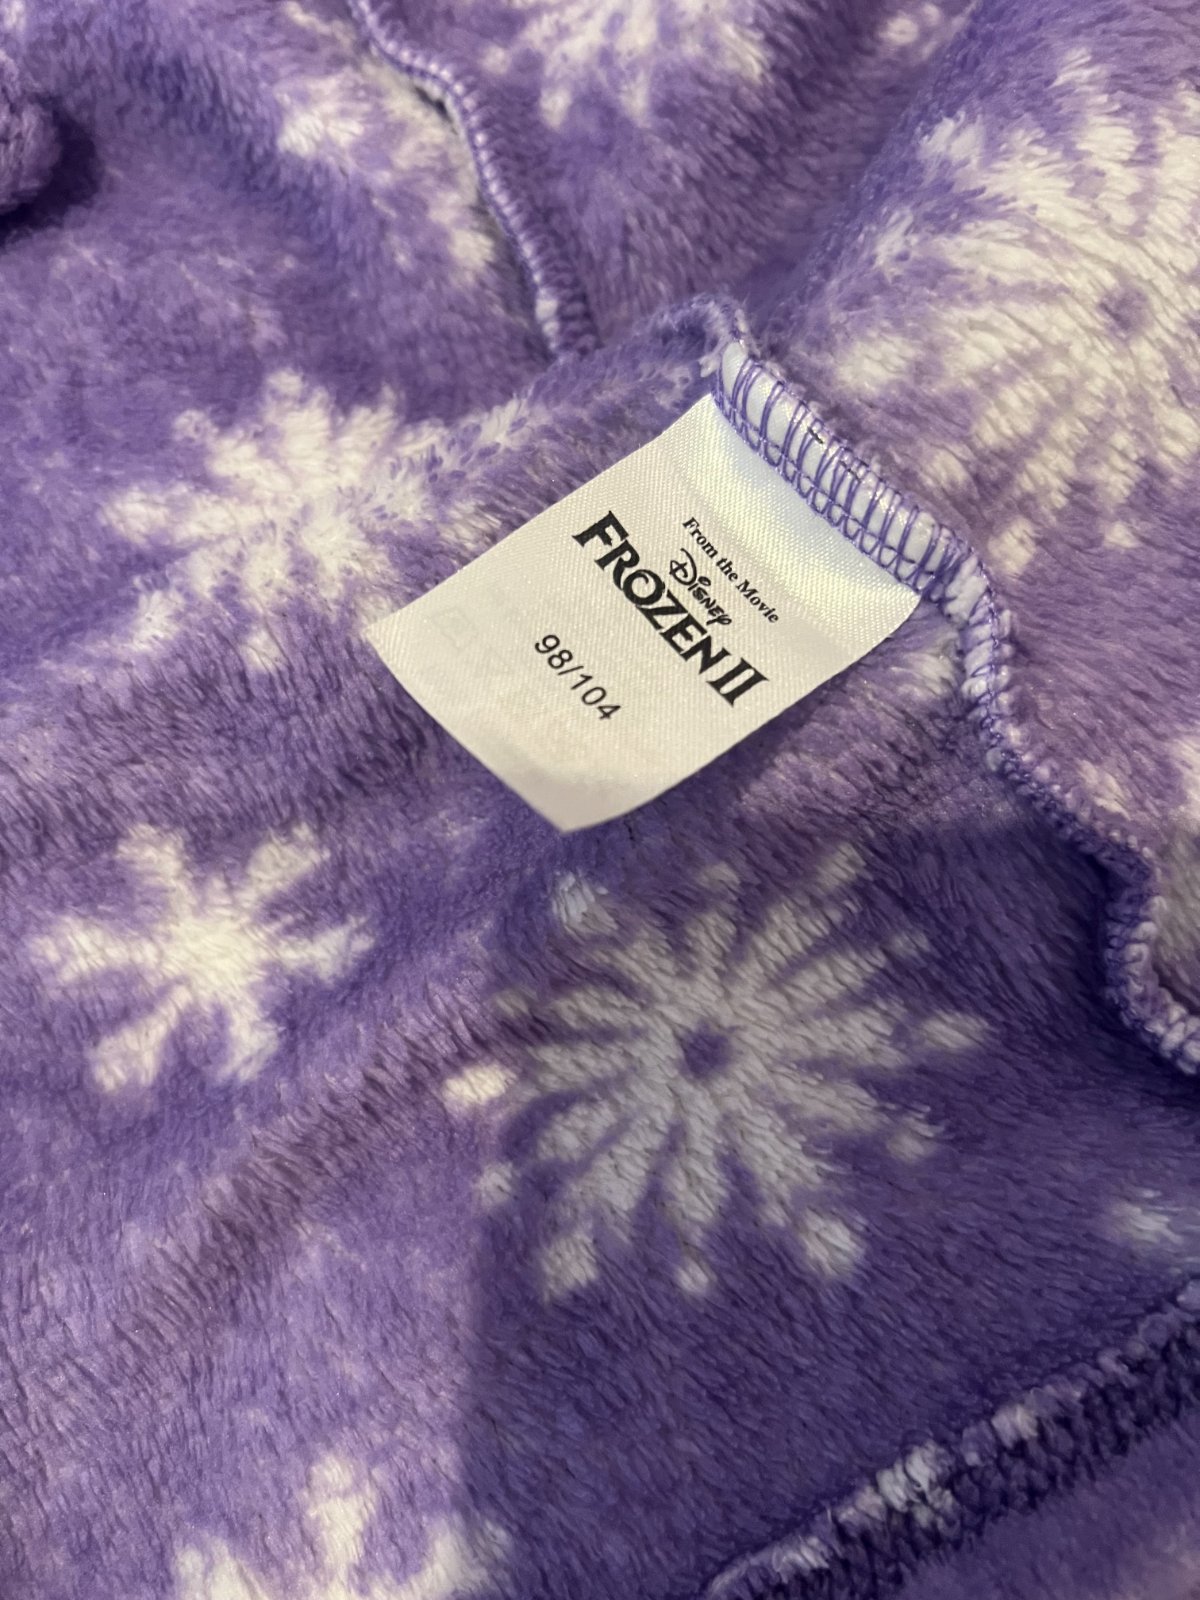 From the Movie
Disney
FROZEN II
98/104